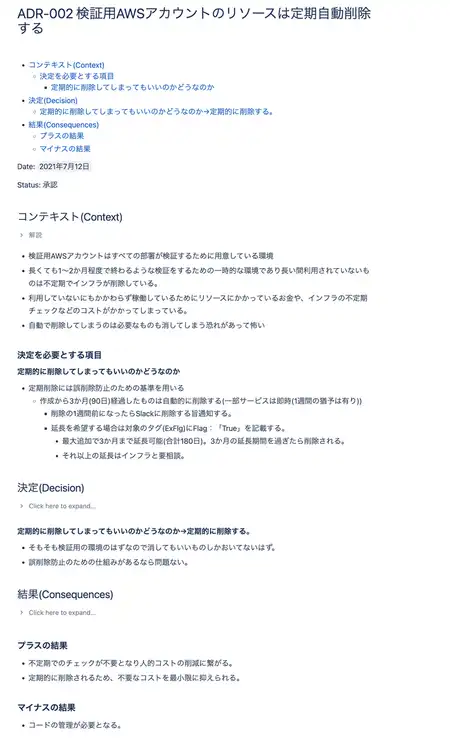 ADR-002 検証用AWSアカウントのリソースは定期自動削除
する
コンテキスト(Context)
決定を必要とする項目
定期的に削除してしまってもいいのかどうなのか
決定(Decision)
定期的に削除してしまってもいいのかどうなのか→定期的に削除する。
結果(Consequences)
プラスの結果
マイナスの結果
Date: 2021年7月12日
Status: 承認
コンテキスト(Context)
解説
検証用AWSアカウントはすべての部署が検証するために用意している環境
長くても1〜2か月程度で終わるような検証をするための一時的な環境であり長い間利用されていないも
のは不定期でインフラが削除している。
利用していないにもかかわらず稼働しているためにリソースにかかっているお金や、インフラの不定期
チェックなどのコストがかかってしまっている。
自動で削除してしまうのは必要なものも消してしまう恐れがあって怖い
決定を必要とする項目
定期的に削除してしまってもいいのかどうなのか
定期削除には誤削除防止のための基準を用いる
作成から3か月(90日)経過したものは自動的に削除する(一部サービスは即時(1週間の猶予は有り))
削除の1週間前になったらSlackに削除する旨通知する。
延長を希望する場合は対象のタグ(ExFlg)にFlag：「True」を記載する。
最大追加で3か月まで延長可能(合計180日)。3か月の延長期間を過ぎたら削除される。
それ以上の延長はインフラと要相談。
決定(Decision)
Click here to expand...
定期的に削除してしまってもいいのかどうなのか→定期的に削除する。
そもそも検証用の環境のはずなので消してもいいものしかおいてないはず。
誤削除防止のための仕組みがあるなら問題ない。
結果(Consequences)
Click here to expand...
プラスの結果
不定期でのチェックが不要となり人的コストの削減に繋がる。
定期的に削除されるため、不要なコストを最小限に抑えられる。
マイナスの結果
コードの管理が必要となる。